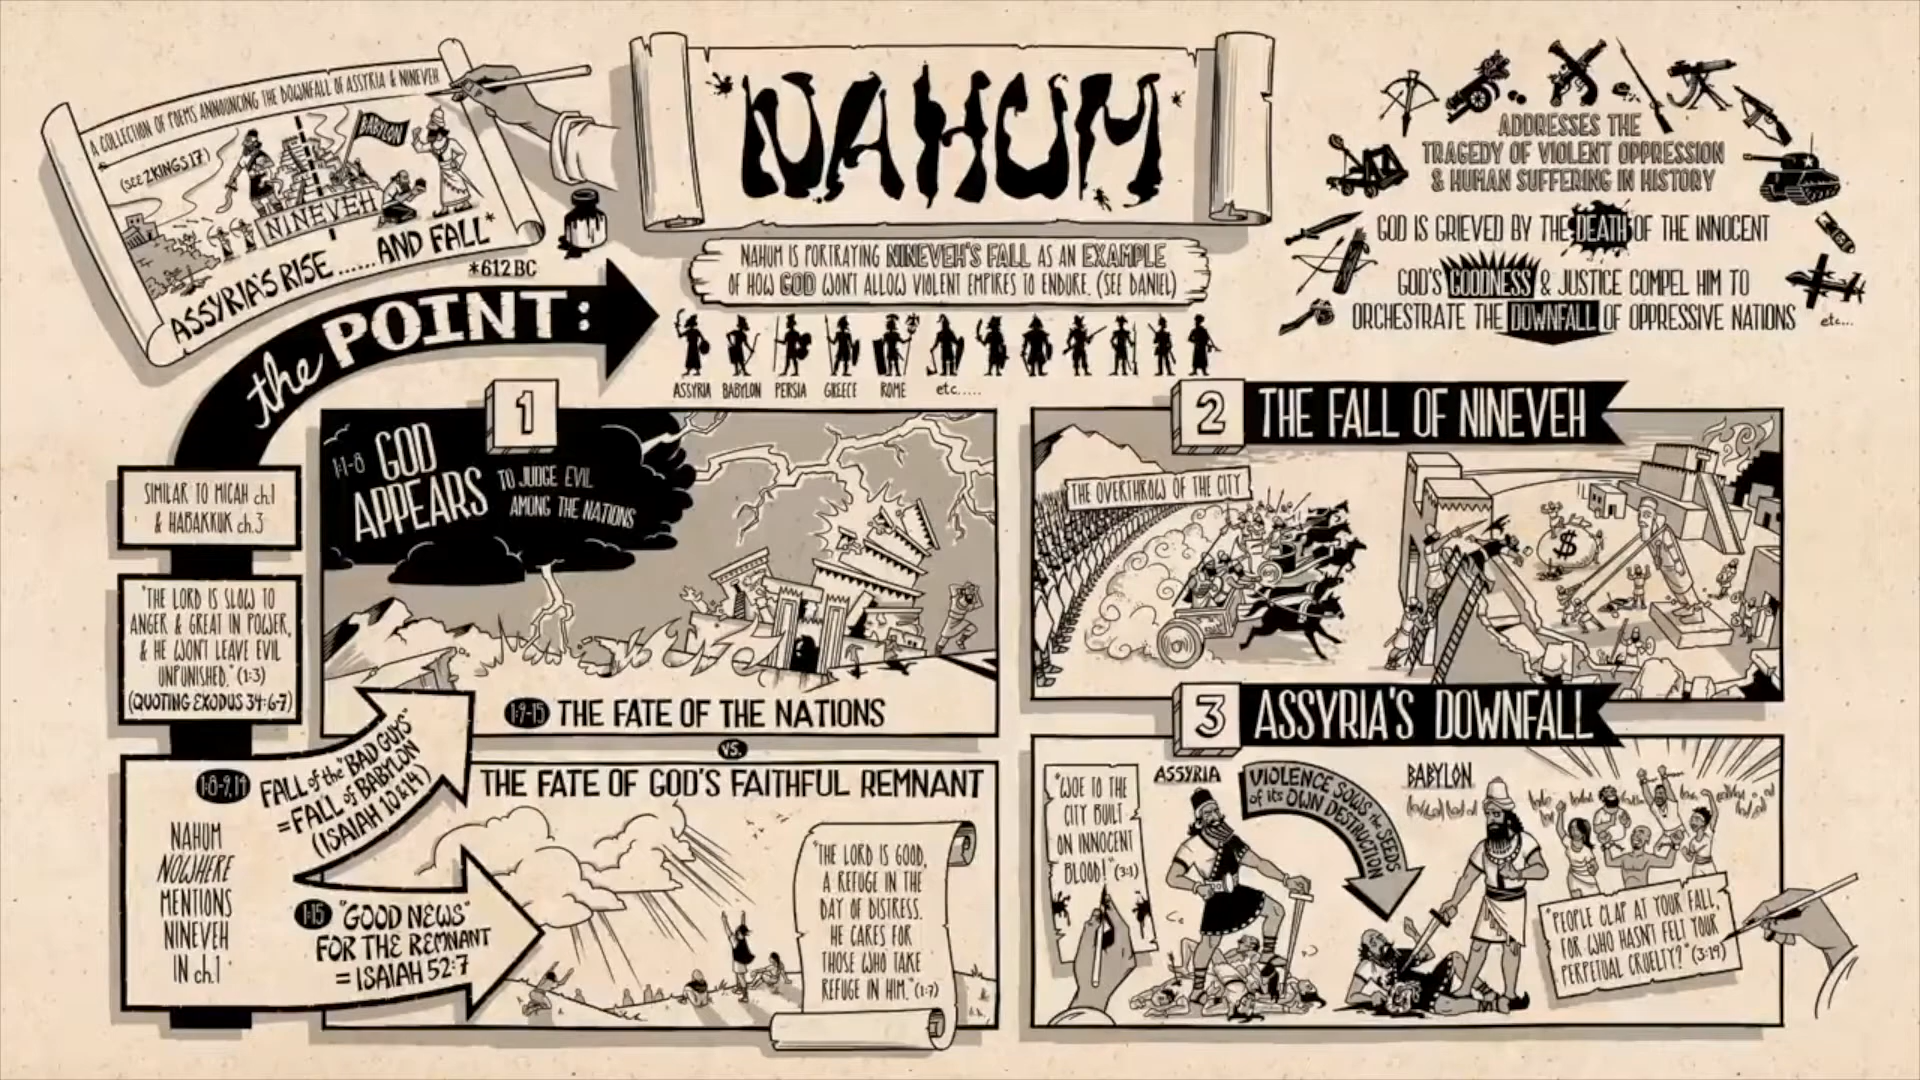 A COLLECTION OF POEMS ANNOUNCING THE DOWNFALL OF ASSYRIA & NINEVEH
(SEE 2 KINGS 17)
BABYLON
NINEVEH
ASSYRIA'S RISE ...... AND FALL*
*612 BC
NAHUM
NAHUM IS PORTRAYING NINEVEH'S FALL AS AN EXAMPLE
OF HOW GOD WON'T ALLOW VIOLENT EMPIRES TO ENDURE. (SEE DANIEL)
ASSYRIA BABYLON PERSIA GREECE ROME etc.....
ADDRESSES THE
TRAGEDY OF VIOLENT OPPRESSION
& HUMAN SUFFERING IN HISTORY
GOD IS GRIEVED BY THE DEATH OF THE INNOCENT
GOD'S GOODNESS & JUSTICE COMPEL HIM TO
ORCHESTRATE THE DOWNFALL OF OPPRESSIVE NATIONS
etc...
the POINT:
SIMILAR TO MICAH ch.1
& HABAKKUK ch.3
"THE LORD IS SLOW TO
ANGER & GREAT IN POWER,
& HE WON'T LEAVE EVIL
UNPUNISHED." (1:3)
(QUOTING EXODUS 34:6-7)
1:8-9,14
FALL of the "BAD GUYS"
= FALL of BABYLON
(ISAIAH 10 & 14)
NAHUM
NOWHERE
MENTIONS
NINEVEH
IN ch.1
1:15 "GOOD NEWS"
FOR THE REMNANT
= ISAIAH 52:7
1
1:1-8 GOD
APPEARS
TO JUDGE EVIL
AMONG THE NATIONS
1:9-15 THE FATE OF THE NATIONS
VS.
THE FATE OF GOD'S FAITHFUL REMNANT
"THE LORD IS GOOD,
A REFUGE IN THE
DAY OF DISTRESS.
HE CARES FOR
THOSE WHO TAKE
REFUGE IN HIM." (1:7)
2 THE FALL OF NINEVEH
THE OVERTHROW OF THE CITY
$
3 ASSYRIA'S DOWNFALL
"WOE TO THE
CITY BUILT
ON INNOCENT
BLOOD!" (3:1)
ASSYRIA
VIOLENCE SOWS the SEEDS
of its OWN DESTRUCTION
BABYLON
"PEOPLE CLAP AT YOUR FALL,
FOR WHO HASN'T FELT YOUR
PERPETUAL CRUELTY?" (3:19)